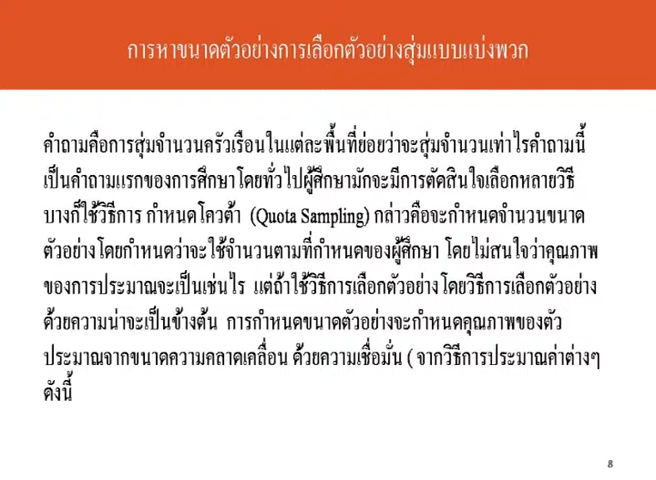 การหาขนาดตัวอย่างการเลือกตัวอย่างสุ่มแบบแบ่งพวก
คำถามคือการสุ่มจำนวนครัวเรือนในแต่ละพื้นที่ย่อยว่าจะสุ่มจำนวนเท่าไรคำถามนี้
เป็นคำถามแรกของการศึกษาโดยทั่วไปผู้ศึกษามักจะมีการตัดสินใจเลือกหลายวิธี
บางก็ใช้วิธีการ กำหนดโควต้า (Quota Sampling) กล่าวคือจะกำหนดจำนวนขนาด
ตัวอย่างโดยกำหนดว่าจะใช้จำนวนตามที่กำหนดของผู้ศึกษา โดยไม่สนใจว่าคุณภาพ
ของการประมาณจะเป็นเช่นไร แต่ถ้าใช้วิธีการเลือกตัวอย่างโดยวิธีการเลือกตัวอย่าง
ด้วยความน่าจะเป็นข้างต้น การกำหนดขนาดตัวอย่างจะกำหนดคุณภาพของตัว
ประมาณจากขนาดความคลาดเคลื่อน ด้วยความเชื่อมั่น ( จากวิธีการประมาณค่าต่างๆ
ดังนี้
8